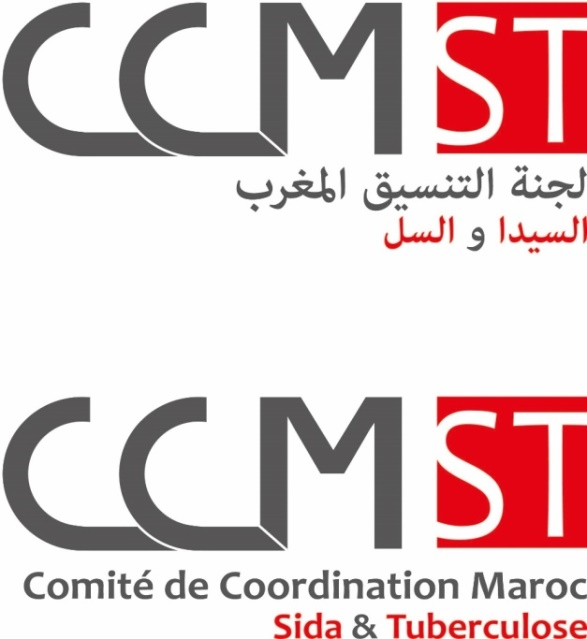 CCMST
لجنة التنسيق المغرب
السيدا و السل
CCMST
Comité de Coordination Maroc
Sida & Tuberculose